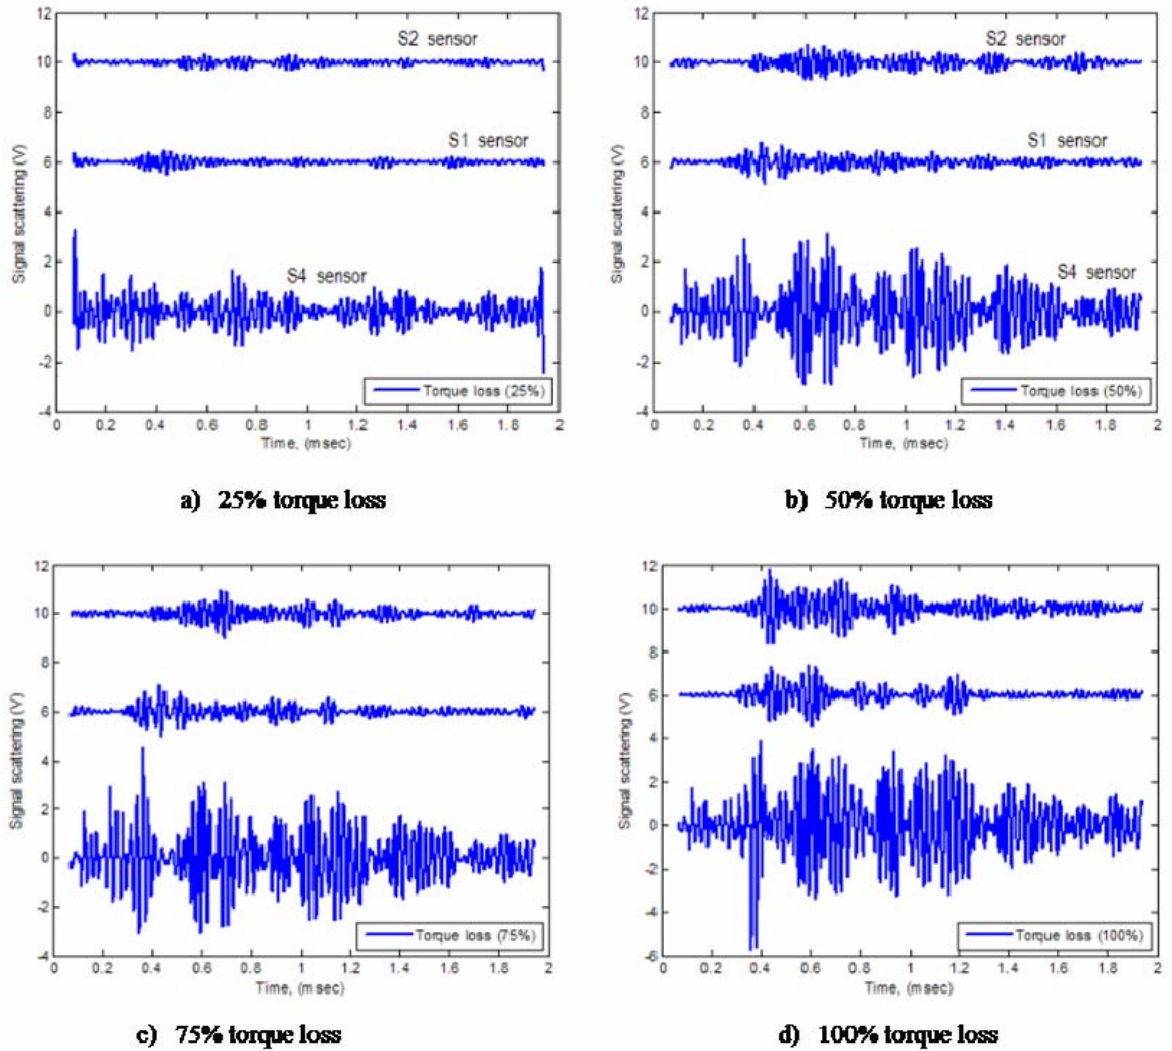 12
10
8
6
4
2
0
-2
-4
Signal scattering (V)
S2 sensor
S1 sensor
S4 sensor
Torque loss (25%)
0 0.2 0.4 0.6 0.8 1 1.2 1.4 1.6 1.8 2
Time, (msec)
a) 25% torque loss
12
10
8
6
4
2
0
-2
-4
Signal scattering (V)
S2 sensor
S1 sensor
S4 sensor
Torque loss (50%)
0 0.2 0.4 0.6 0.8 1 1.2 1.4 1.6 1.8 2
Time, (msec)
b) 50% torque loss
12
10
8
6
4
2
0
-2
-4
Signal scattering (V)
Torque loss (75%)
0 0.2 0.4 0.6 0.8 1 1.2 1.4 1.6 1.8 2
Time, (msec)
c) 75% torque loss
12
10
8
6
4
2
0
-2
-4
-6
Signal scattering (V)
Torque loss (100%)
0 0.2 0.4 0.6 0.8 1 1.2 1.4 1.6 1.8 2
Time, (msec)
d) 100% torque loss